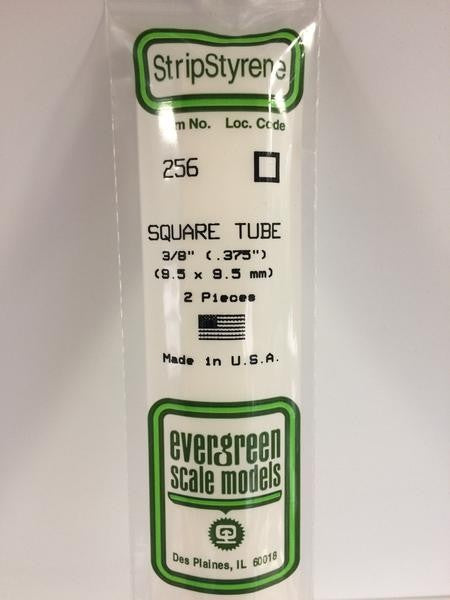 StripStyrene
No. Loc. Code
256
SQUARE TUBE
3/8" (.375")
(9.5 x 9.5 mm)
2 Pieces
Made in U.S.A.
evergreen
scale models
Des Plaines, IL 60018